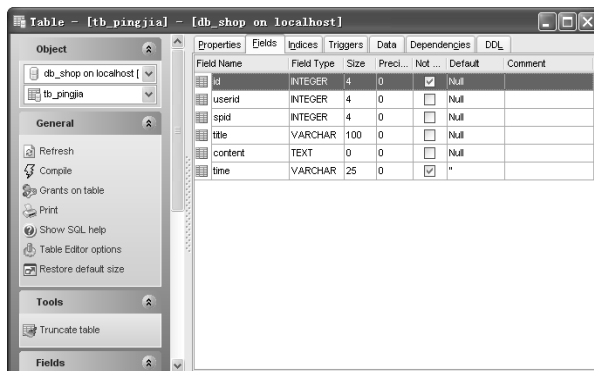 Table - [tb_pingjia] - [db_shop on localhost]
Object
db_shop on localhost [
tb_pingjia
General
Refresh
Compile
Grants on table
Print
Show SQL help
Table Editor options
Restore default size
Tools
Truncate table
Fields
Properties Fields Indices Triggers Data Dependencies DDL
Field Name Field Type Size Preci... Not ... Default Comment
id INTEGER 4 0 Null
userid INTEGER 4 0 Null
spid INTEGER 4 0 Null
title VARCHAR 100 0 Null
content TEXT 0 0 Null
time VARCHAR 25 0 ''